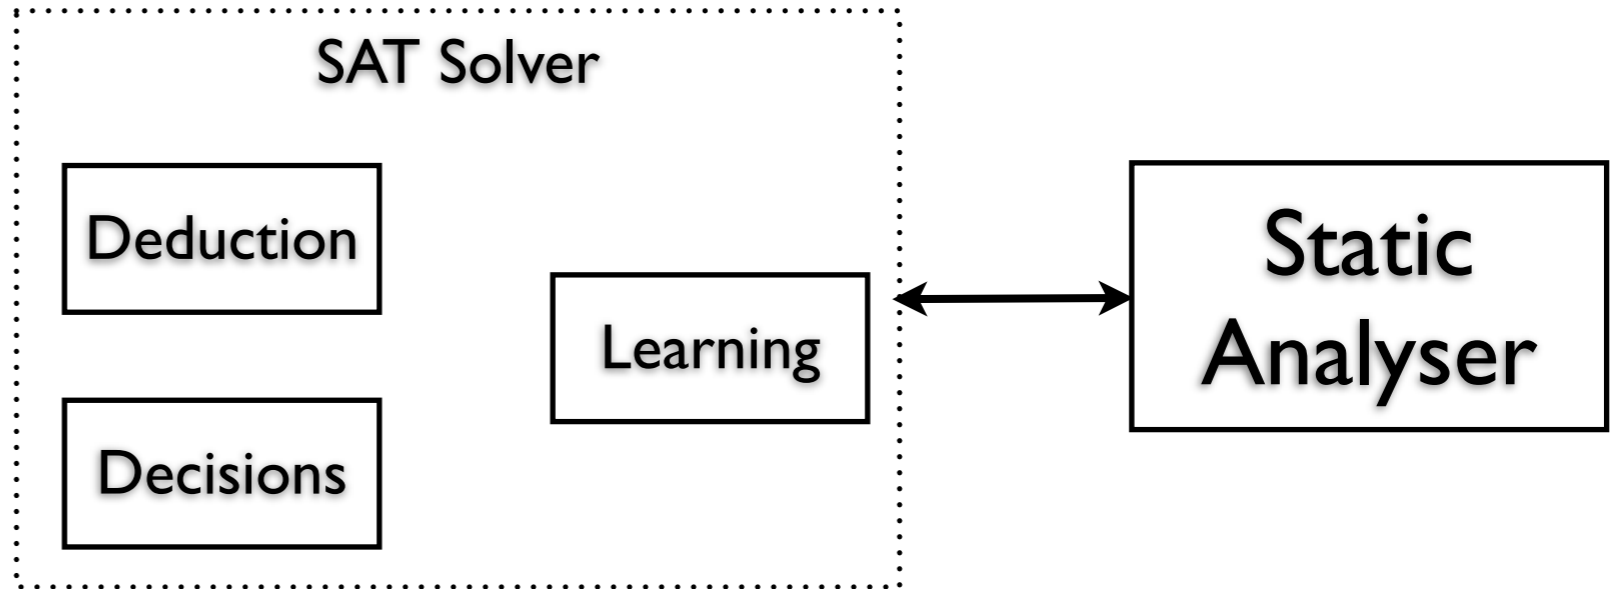 SAT Solver
Deduction
Learning
Decisions
Static
Analyser